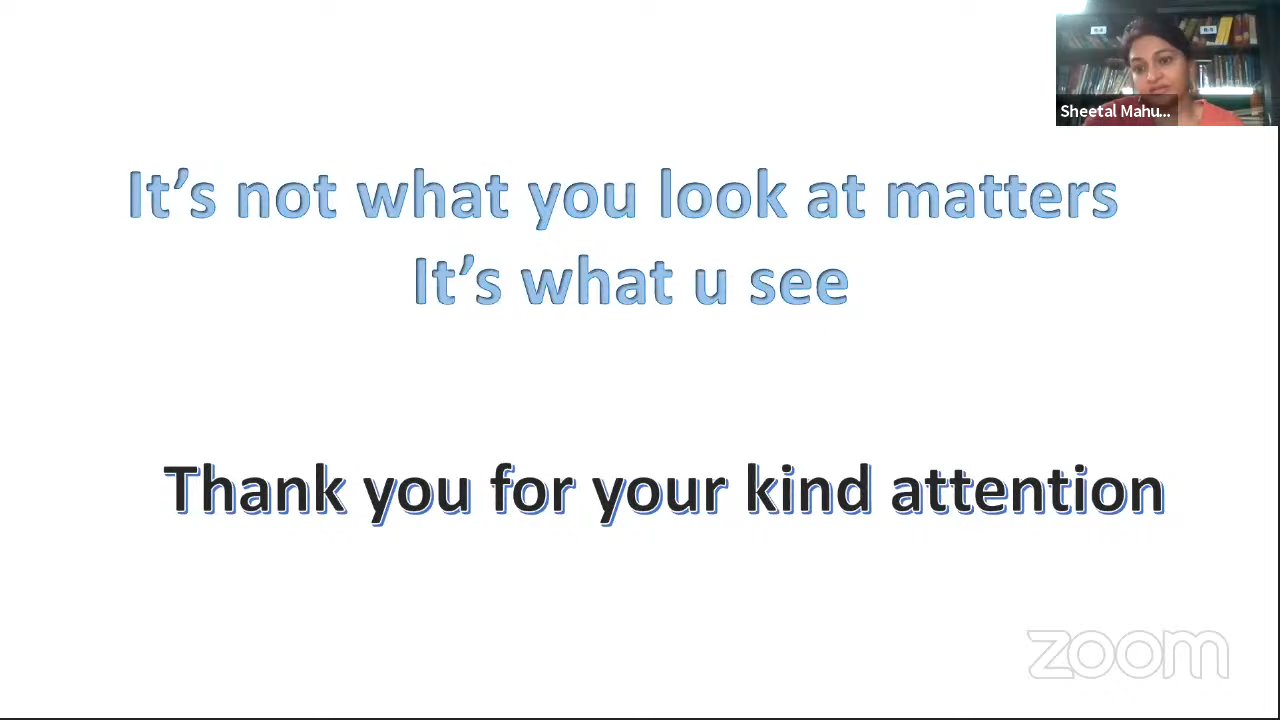 Sheetal Mahu...
It's not what you look at matters
It's what u see
Thank you for your kind attention
zoom